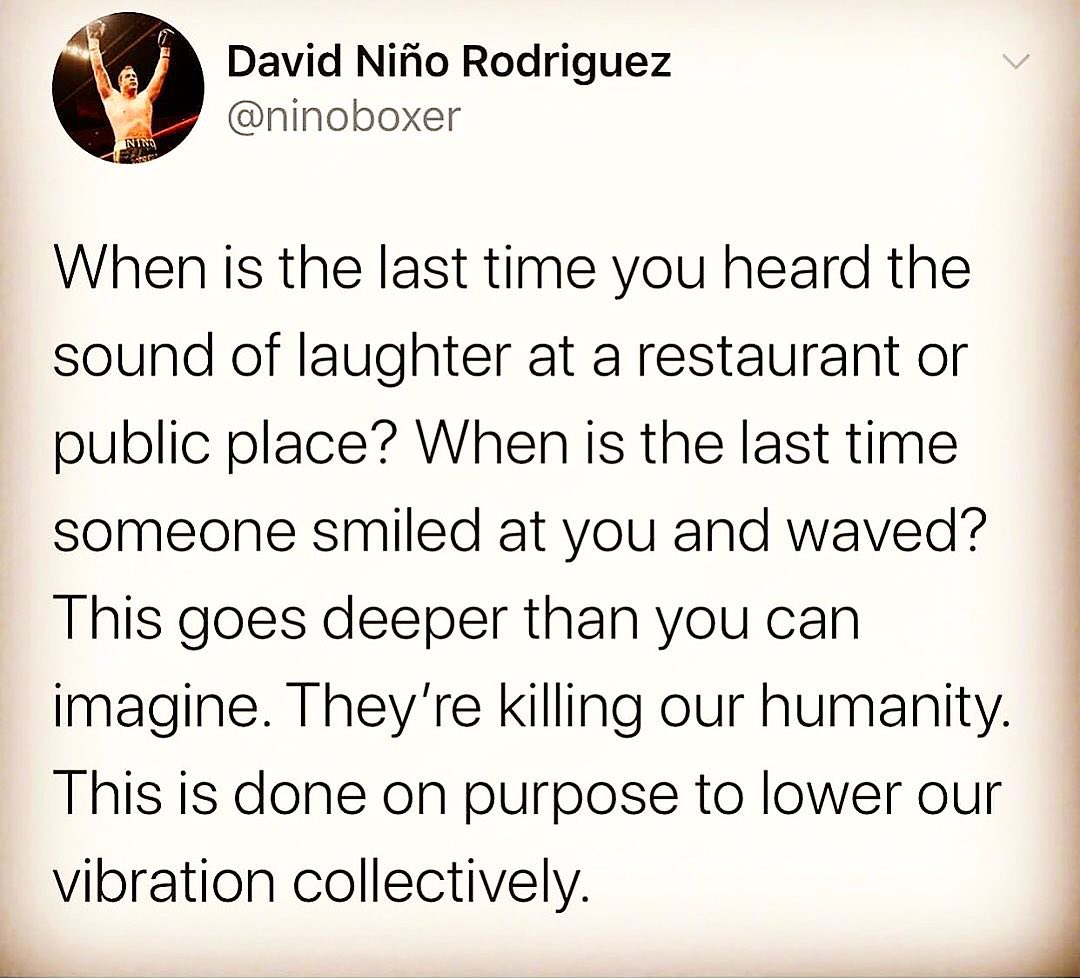 David Niño Rodriguez
@ninoboxer
NINO
When is the last time you heard the
sound of laughter at a restaurant or
public place? When is the last time
someone smiled at you and waved?
This goes deeper than you can
imagine. They’re killing our humanity.
This is done on purpose to lower our
vibration collectively.